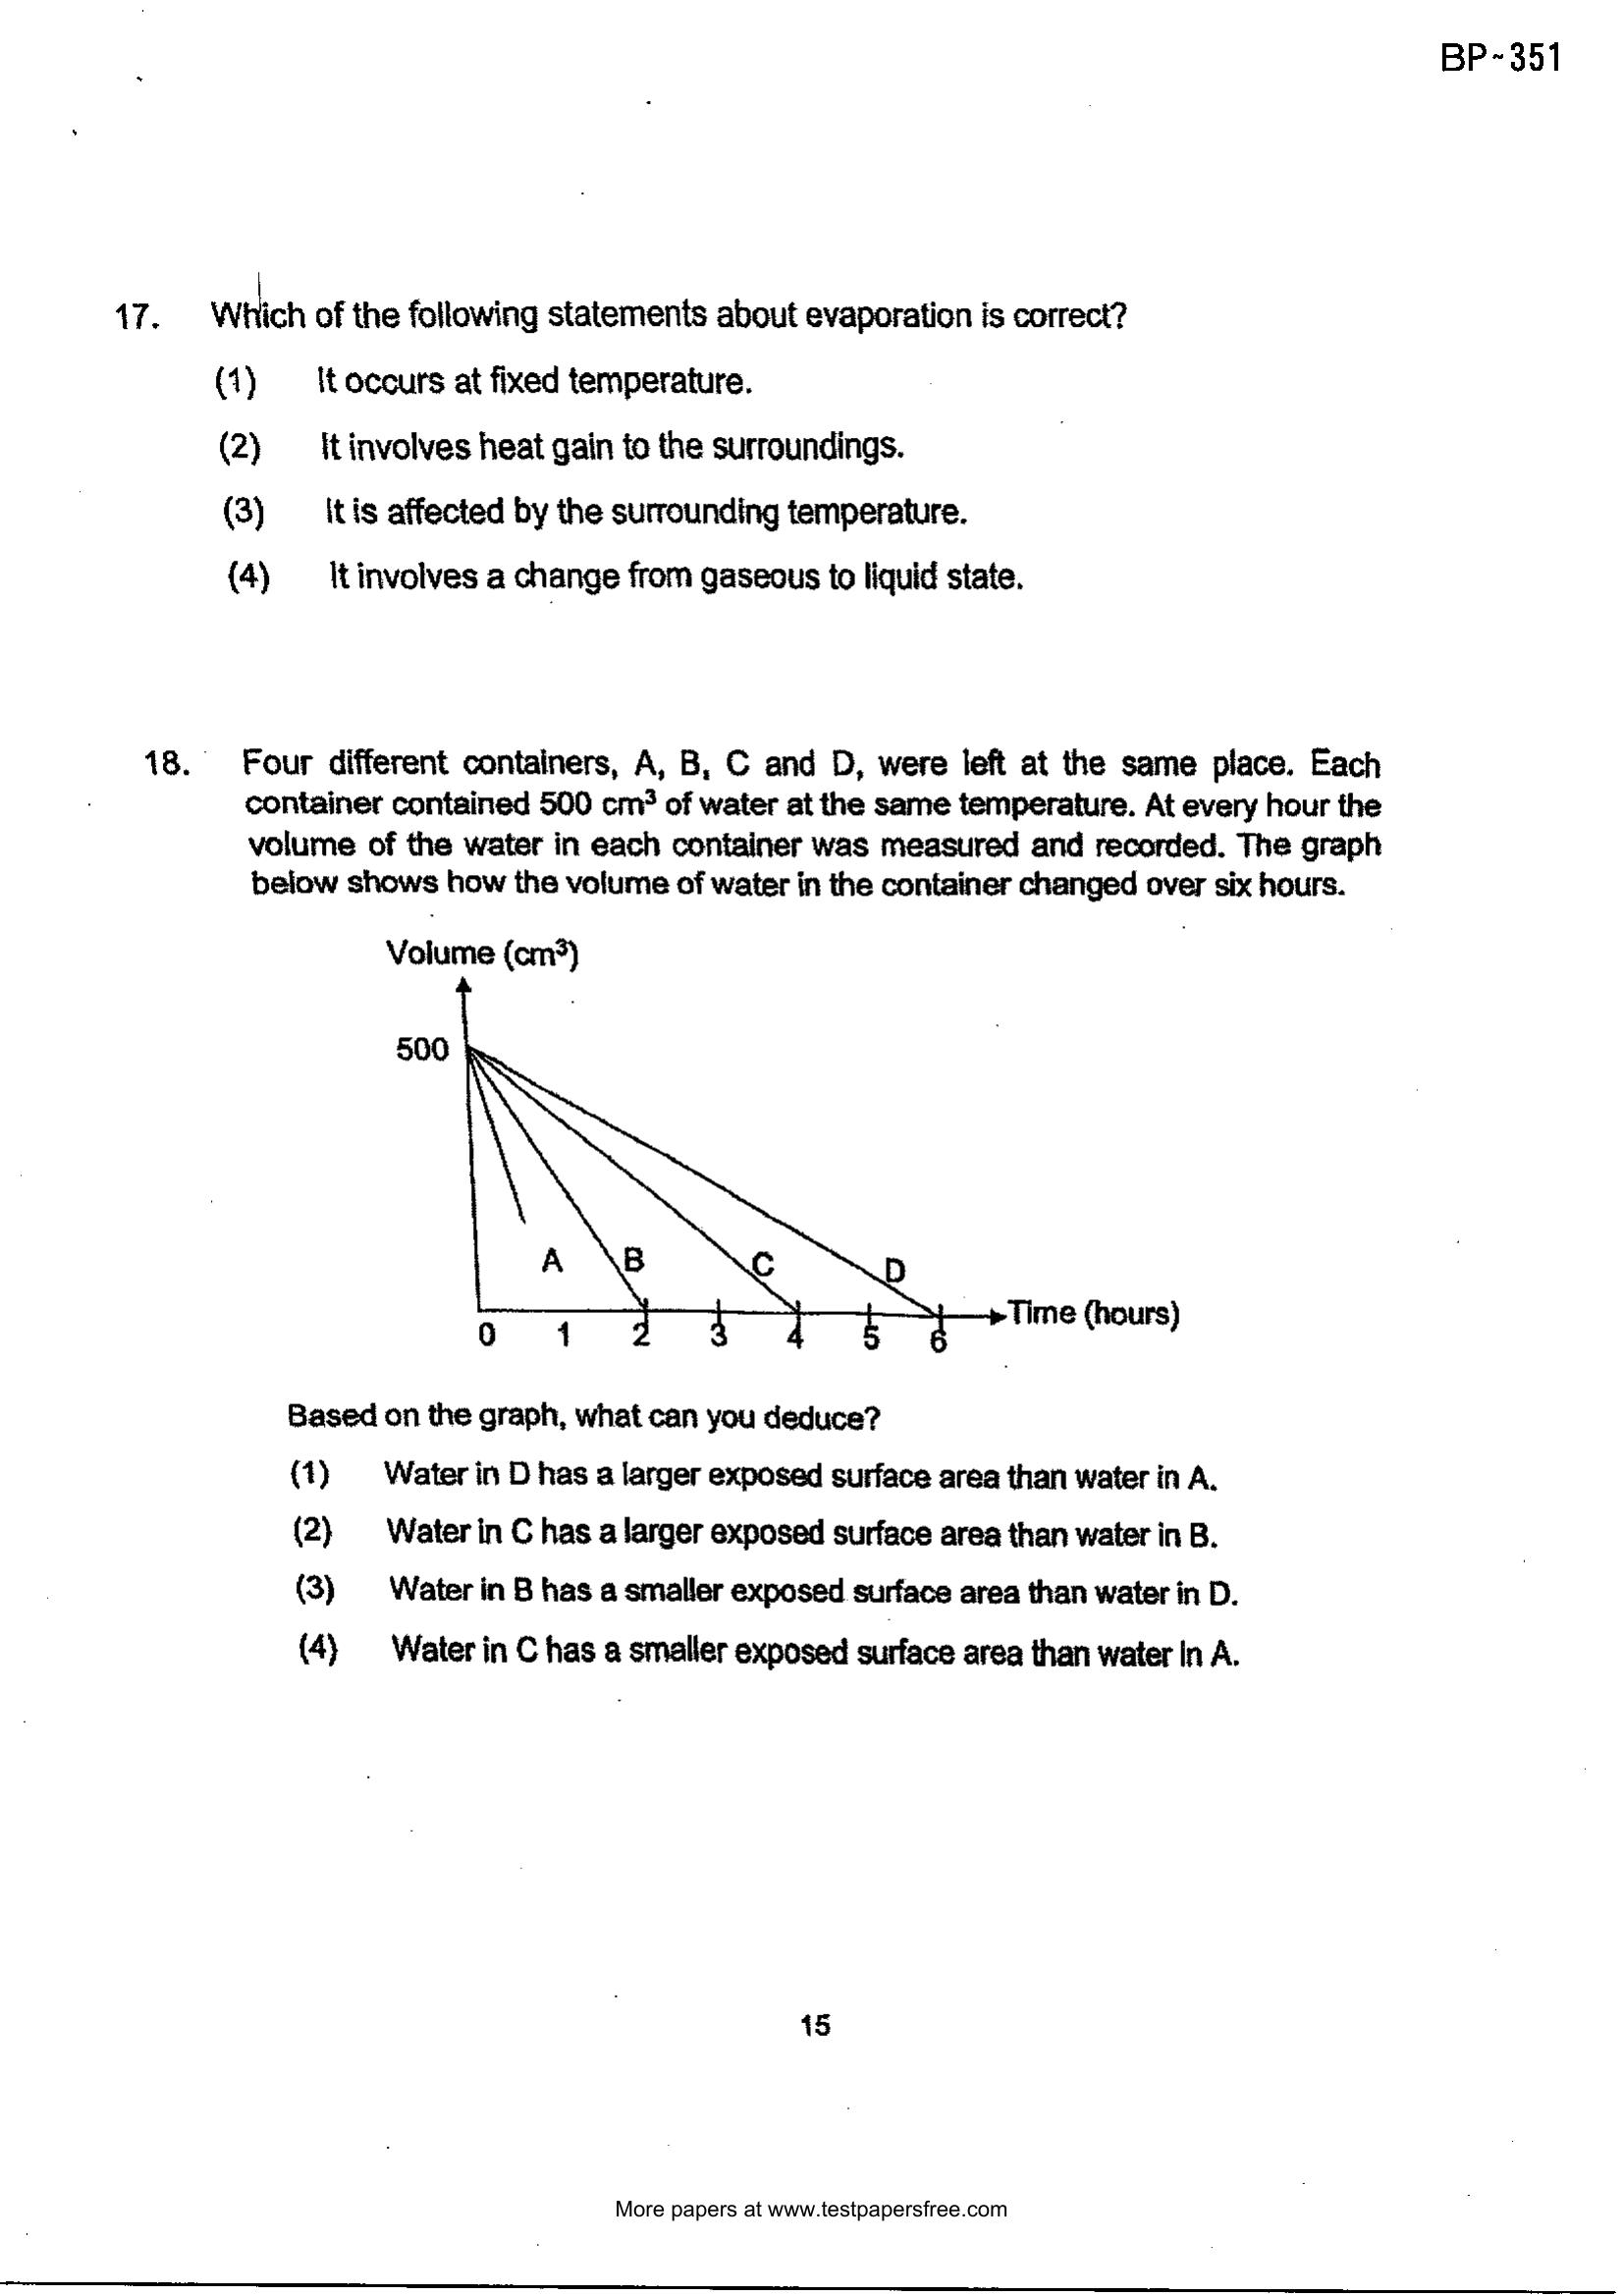 BP~351
17. Which of the following statements about evaporation is correct?
(1) It occurs at fixed temperature.
(2) It involves heat gain to the surroundings.
(3) It is affected by the surrounding temperature.
(4) It involves a change from gaseous to liquid state.
18. Four different containers, A, B, C and D, were left at the same place. Each
container contained 500 cm³ of water at the same temperature. At every hour the
volume of the water in each container was measured and recorded. The graph
below shows how the volume of water in the container changed over six hours.
Volume (cm³)
500
A B C D
Time (hours)
0 1 2 3 4 5 6
Based on the graph, what can you deduce?
(1) Water in D has a larger exposed surface area than water in A.
(2) Water in C has a larger exposed surface area than water in B.
(3) Water in B has a smaller exposed surface area than water in D.
(4) Water in C has a smaller exposed surface area than water in A.
15
More papers at www.testpapersfree.com